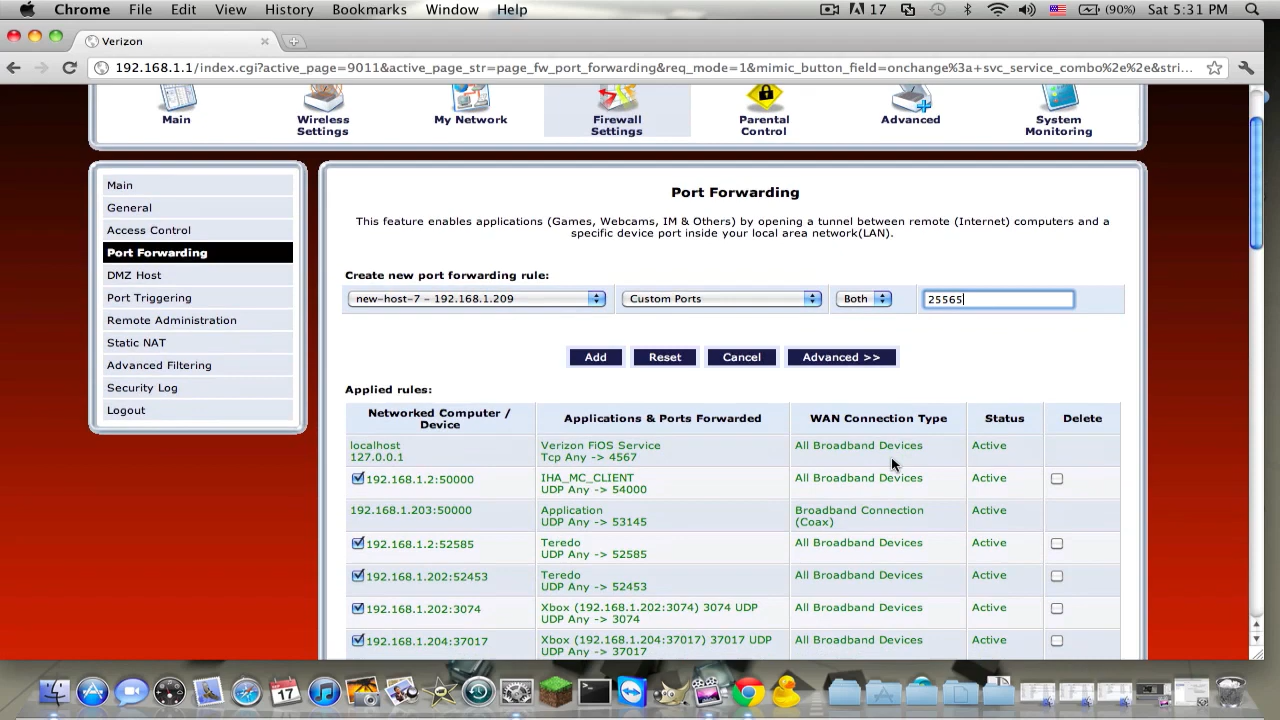 Chrome File Edit View History Bookmarks Window Help 17 (90%) Sat 5:31 PM
Verizon
192.168.1.1/index.cgi?active_page=9011&active_page_str=page_fw_port_forwarding&req_mode=1&mimic_button_field=onchange%3a+svc_service_combo%2e%2e&stri...
Main
Wireless
Settings
My Network
Firewall
Settings
Parental
Control
Advanced
System
Monitoring
Main
General
Access Control
Port Forwarding
DMZ Host
Port Triggering
Remote Administration
Static NAT
Advanced Filtering
Security Log
Logout
Port Forwarding
This feature enables applications (Games, Webcams, IM & Others) by opening a tunnel between remote (Internet) computers and a
specific device port inside your local area network(LAN).
Create new port forwarding rule:
new-host-7 - 192.168.1.209 Custom Ports Both 25565
Add Reset Cancel Advanced >>
Applied rules:
Networked Computer /
Device
Applications & Ports Forwarded
WAN Connection Type
Status
Delete
localhost
127.0.0.1
Verizon FiOS Service
Tcp Any -> 4567
All Broadband Devices
Active
192.168.1.2:50000
IHA_MC_CLIENT
UDP Any -> 54000
All Broadband Devices
Active
192.168.1.203:50000
Application
UDP Any -> 53145
Broadband Connection
(Coax)
Active
192.168.1.2:52585
Teredo
UDP Any -> 52585
All Broadband Devices
Active
192.168.1.202:52453
Teredo
UDP Any -> 52453
All Broadband Devices
Active
192.168.1.202:3074
Xbox (192.168.1.202:3074) 3074 UDP
UDP Any -> 3074
All Broadband Devices
Active
192.168.1.204:37017
Xbox (192.168.1.204:37017) 37017 UDP
UDP Any -> 37017
All Broadband Devices
Active
17